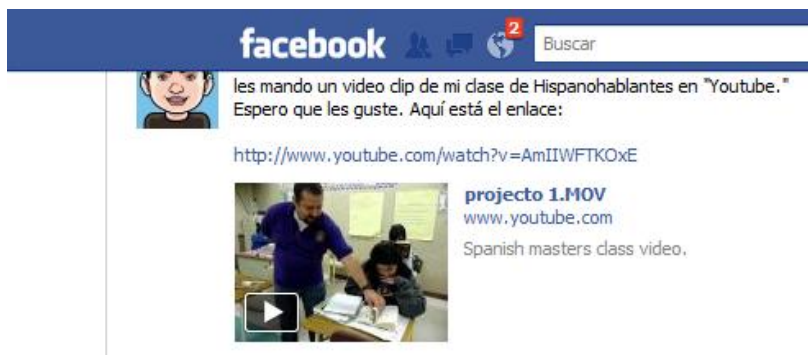 facebook 2 Buscar
les mando un video clip de mi clase de Hispanohablantes en "Youtube."
Espero que les guste. Aquí está el enlace:
http://www.youtube.com/watch?v=AmIIWFTKOxE
projecto 1.MOV
www.youtube.com
Spanish masters class video.